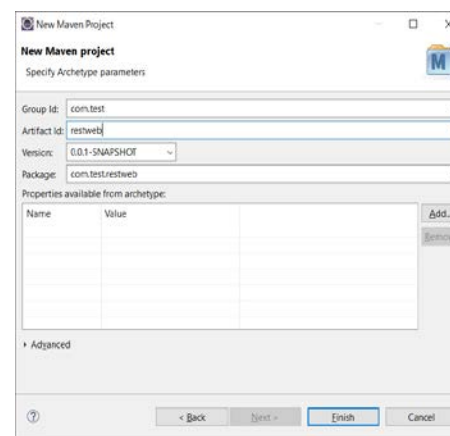 New Maven Project
New Maven project
Specify Archetype parameters
M
Group Id: com.test
Artifact Id: restweb
Version: 0.0.1-SNAPSHOT
Package: com.test.restweb
Properties available from archetype:
Name Value
Add..
Remov
Advanced
?
< Back Next > Finish Cancel